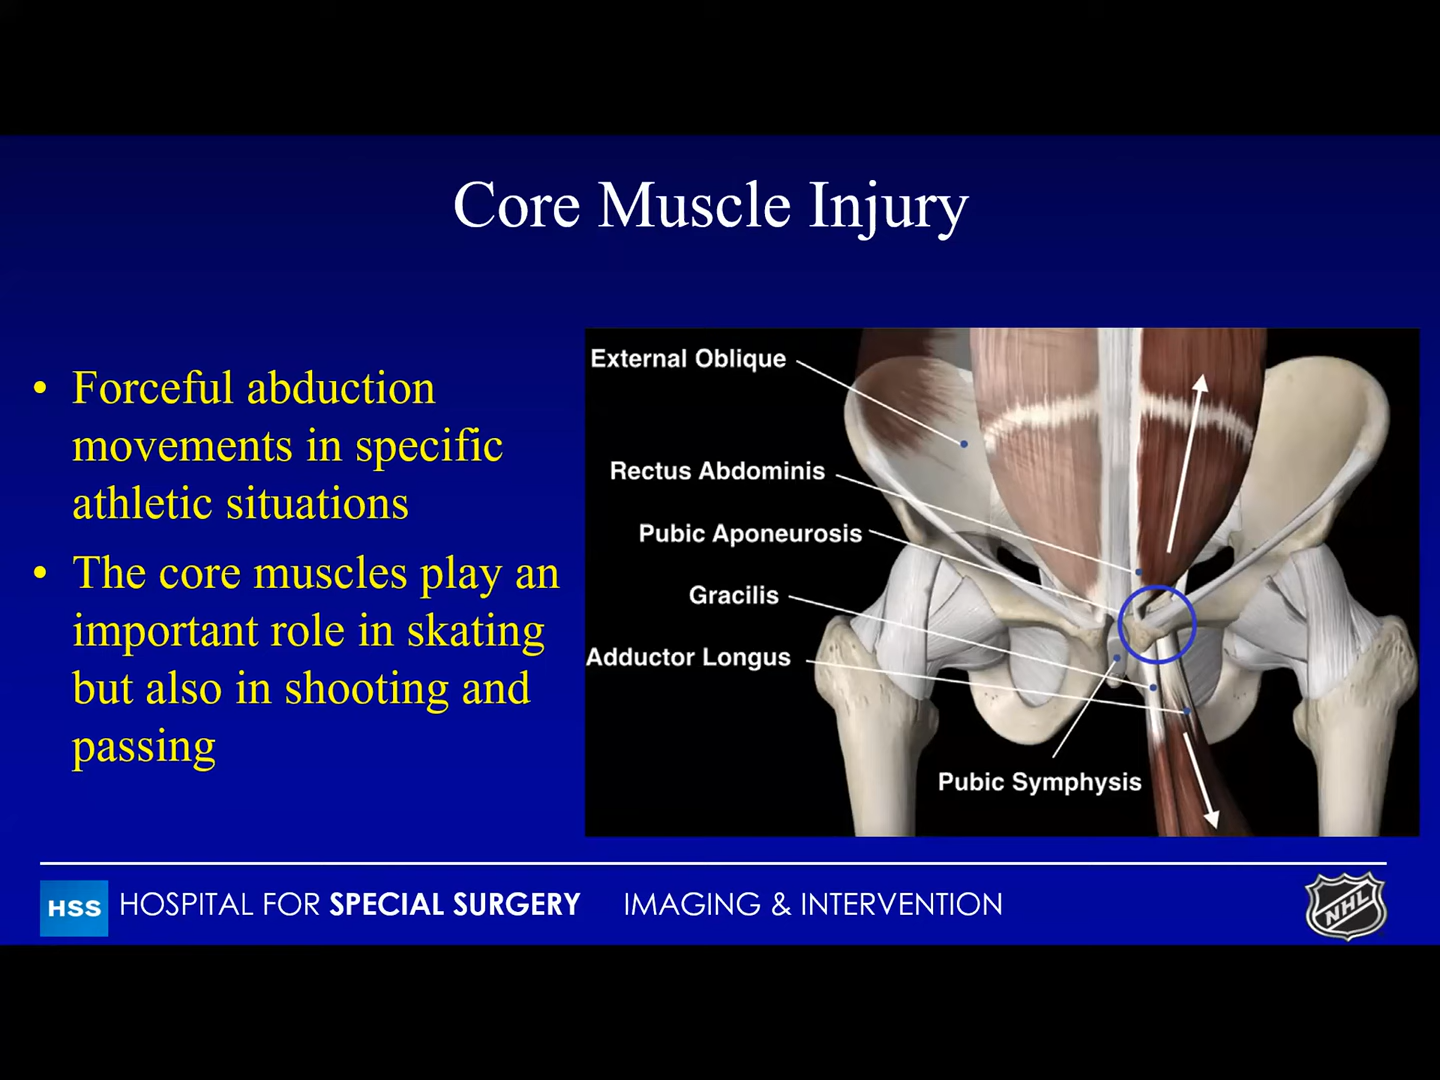 Core Muscle Injury
• Forceful abduction
movements in specific
athletic situations
• The core muscles play an
important role in skating
but also in shooting and
passing
External Oblique
Rectus Abdominis
Pubic Aponeurosis
Gracilis
Adductor Longus
Pubic Symphysis
HSS HOSPITAL FOR SPECIAL SURGERY IMAGING & INTERVENTION
NHL